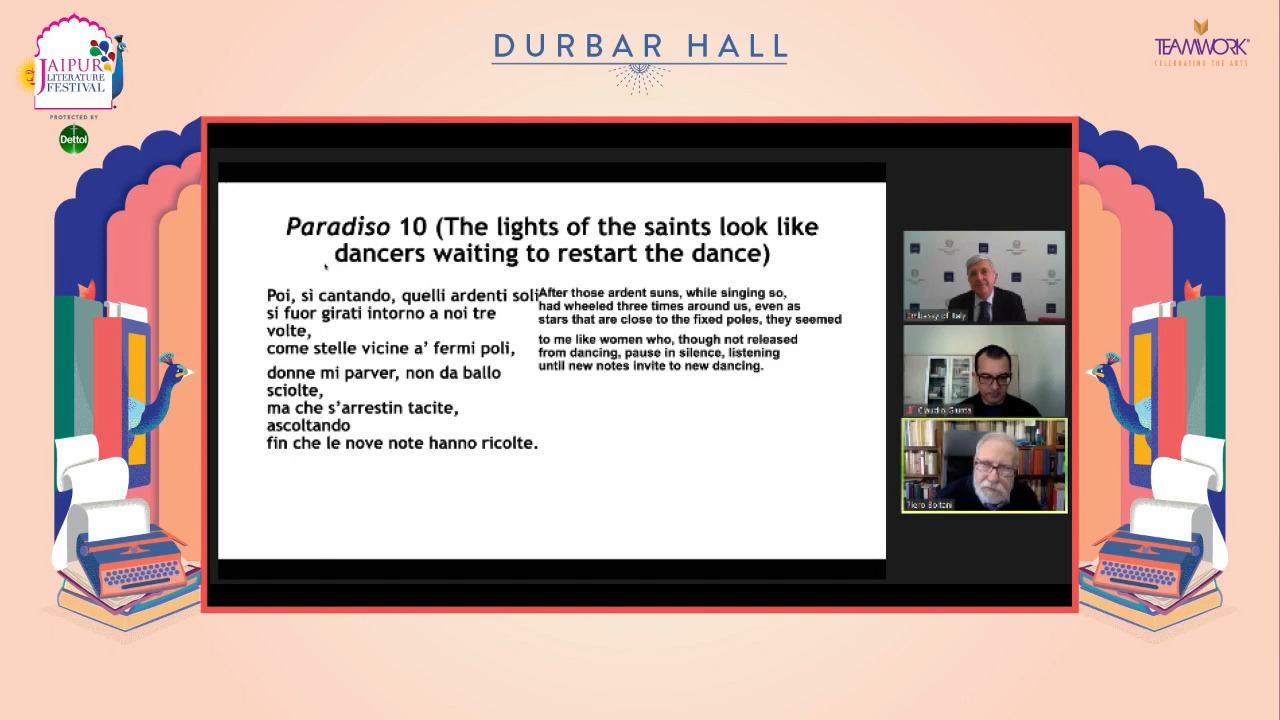 DURBAR HALL
JAIPUR
LITERATURE
FESTIVAL
PROTECTED BY
Dettol
TEAMWORK
CELEBRATING THE ARTS
Paradiso 10 (The lights of the saints look like
dancers waiting to restart the dance)
Poi, sì cantando, quelli ardenti soli
si fuor girati intorno a noi tre
volte,
come stelle vicine a’ fermi poli,
donne mi parver, non da ballo
sciolte,
ma che s’arrestin tacite,
ascoltando
fin che le nove note hanno ricolte.
After those ardent suns, while singing so,
had wheeled three times around us, even as
stars that are close to the fixed poles, they seemed
to me like women who, though not released
from dancing, pause in silence, listening
until new notes invite to new dancing.
Embassy of Italy
Claudio Giunta
Piero Boitani